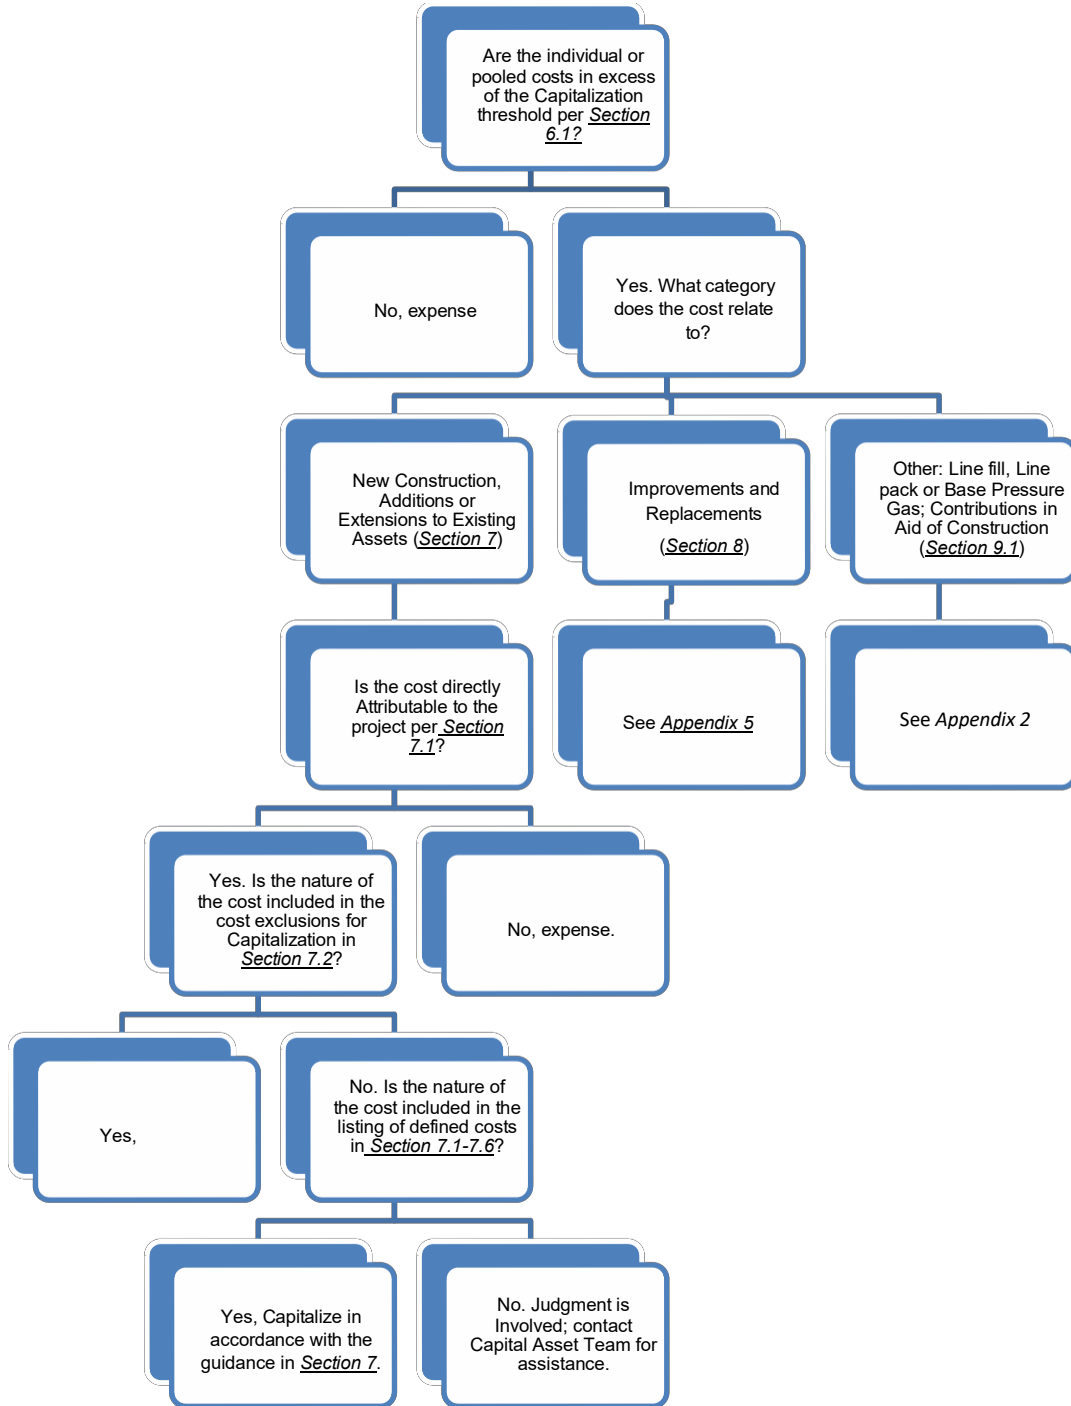 Are the individual or
pooled costs in excess
of the Capitalization
threshold per Section
6.1?
No, expense
Yes. What category
does the cost relate
to?
New Construction,
Additions or
Extensions to Existing
Assets (Section 7)
Improvements and
Replacements
(Section 8)
Other: Line fill, Line
pack or Base Pressure
Gas; Contributions in
Aid of Construction
(Section 9.1)
Is the cost directly
Attributable to the
project per Section
7.1?
See Appendix 5
See Appendix 2
Yes. Is the nature of
the cost included in the
cost exclusions for
Capitalization in
Section 7.2?
No, expense.
Yes,
No. Is the nature of
the cost included in the
listing of defined costs
in Section 7.1-7.6?
Yes, Capitalize in
accordance with the
guidance in Section 7.
No. Judgment is
Involved; contact
Capital Asset Team for
assistance.